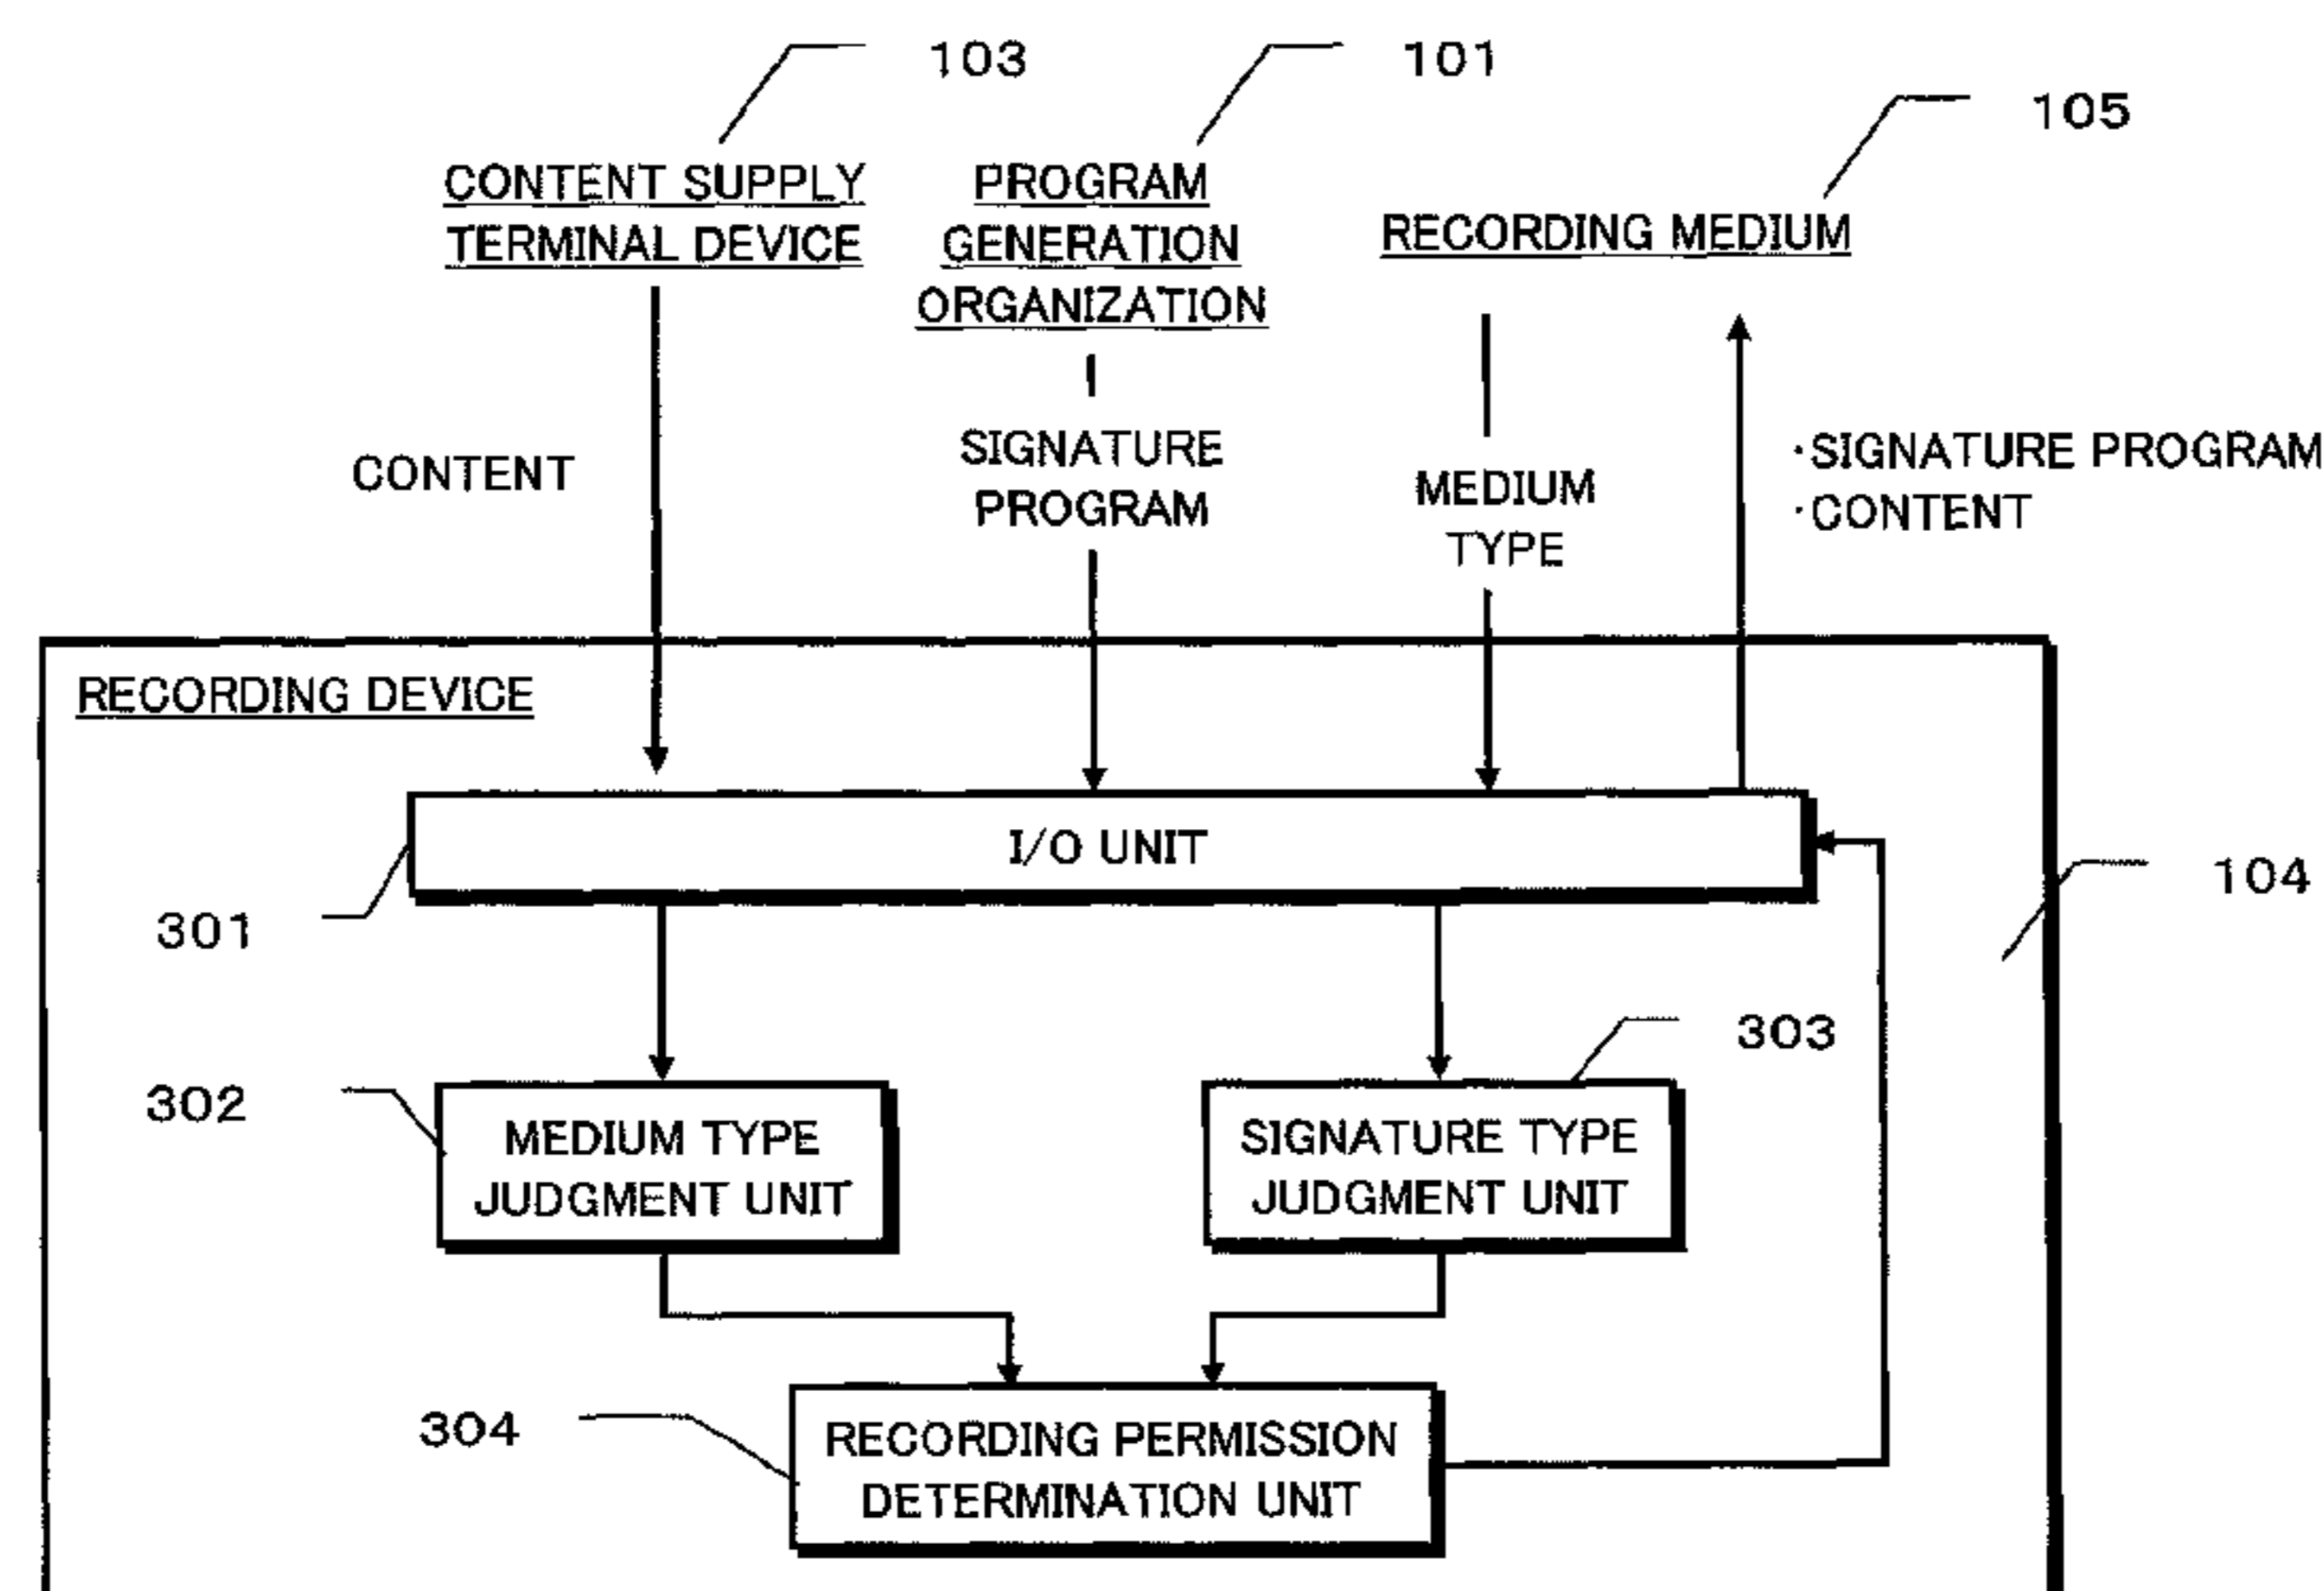 103
101
105
CONTENT SUPPLY
TERMINAL DEVICE
PROGRAM
GENERATION
ORGANIZATION
RECORDING MEDIUM
CONTENT
SIGNATURE
PROGRAM
MEDIUM
TYPE
・SIGNATURE PROGRAM
・CONTENT
RECORDING DEVICE
I/O UNIT
104
301
303
302
MEDIUM TYPE
JUDGMENT UNIT
SIGNATURE TYPE
JUDGMENT UNIT
304
RECORDING PERMISSION
DETERMINATION UNIT